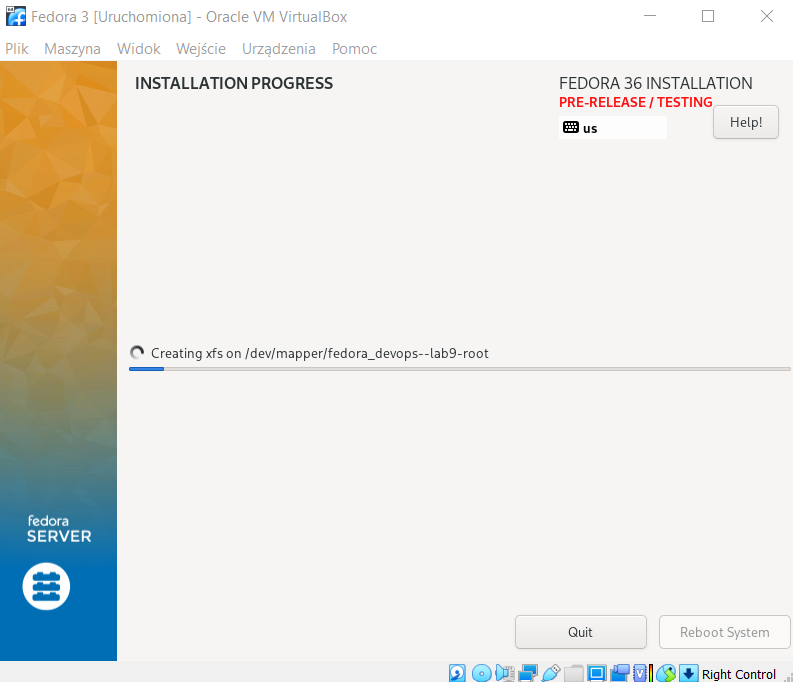 Fedora 3 [Uruchomiona] - Oracle VM VirtualBox
Plik Maszyna Widok Wejście Urządzenia Pomoc
INSTALLATION PROGRESS
FEDORA 36 INSTALLATION
PRE-RELEASE / TESTING
us
Help!
Creating xfs on /dev/mapper/fedora_devops--lab9-root
fedora
SERVER
Quit
Reboot System
Right Control